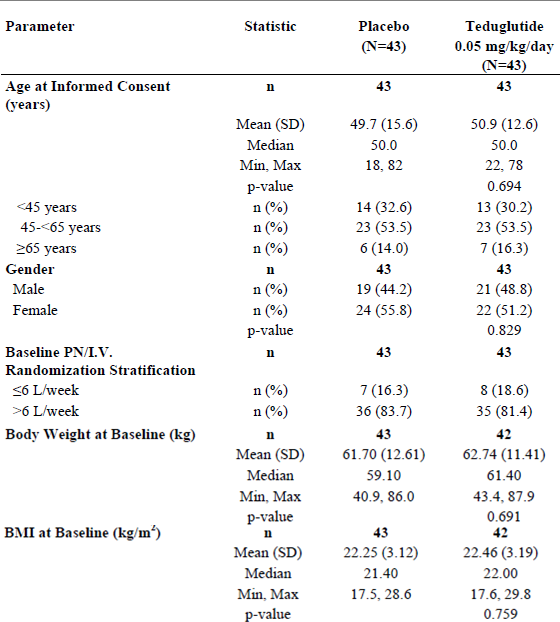 Parameter Statistic Placebo Teduglutide
(N=43) 0.05 mg/kg/day
(N=43)
Age at Informed Consent n 43 43
(years)
Mean (SD) 49.7 (15.6) 50.9 (12.6)
Median 50.0 50.0
Min, Max 18, 82 22, 78
p-value 0.694
<45 years n (%) 14 (32.6) 13 (30.2)
45-<65 years n (%) 23 (53.5) 23 (53.5)
≥65 years n (%) 6 (14.0) 7 (16.3)
Gender n 43 43
Male n (%) 19 (44.2) 21 (48.8)
Female n (%) 24 (55.8) 22 (51.2)
p-value 0.829
Baseline PN/I.V. n 43 43
Randomization Stratification
≤6 L/week n (%) 7 (16.3) 8 (18.6)
>6 L/week n (%) 36 (83.7) 35 (81.4)
Body Weight at Baseline (kg) n 43 42
Mean (SD) 61.70 (12.61) 62.74 (11.41)
Median 59.10 61.40
Min, Max 40.9, 86.0 43.4, 87.9
p-value 0.691
BMI at Baseline (kg/m²) n 43 42
Mean (SD) 22.25 (3.12) 22.46 (3.19)
Median 21.40 22.00
Min, Max 17.5, 28.6 17.6, 29.8
p-value 0.759